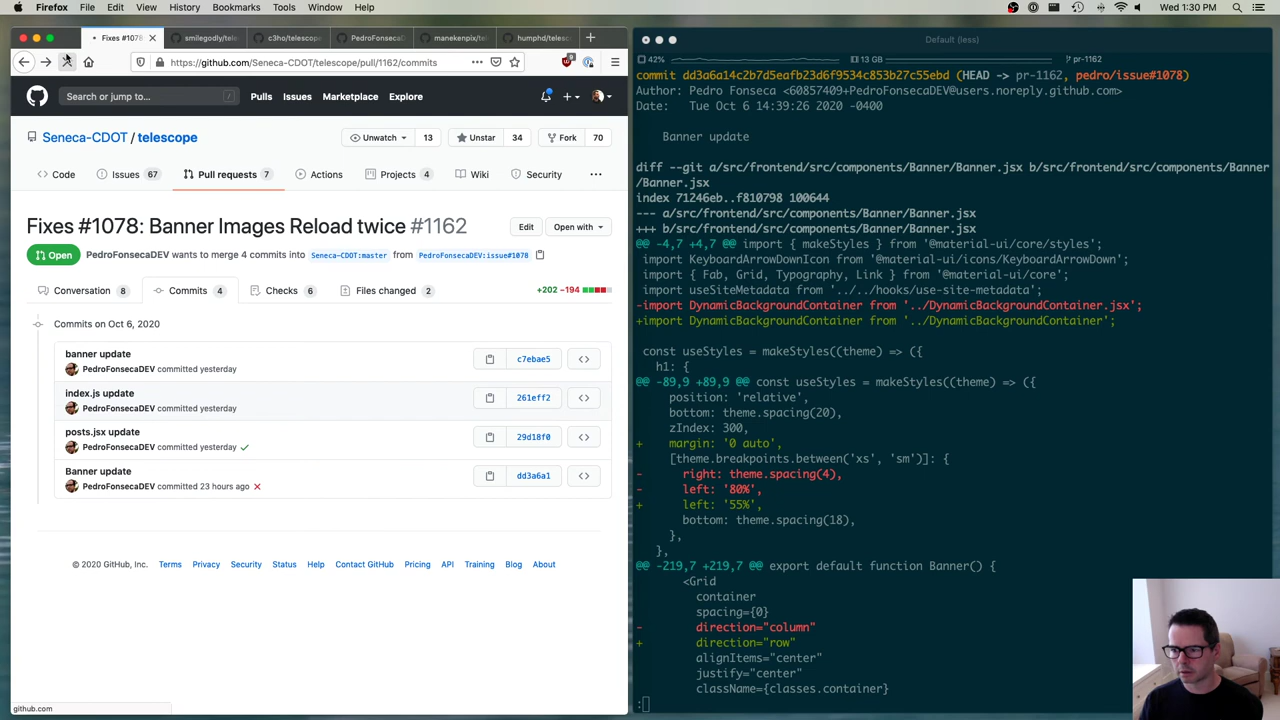 Firefox File Edit View History Bookmarks Tools Window Help Wed 1:30 PM
Fixes #1078 smilegodly/tele c3ho/telescope PedroFonsecaD manekenpix/tel humphd/telesc
https://github.com/Seneca-CDOT/telescope/pull/1162/commits
Search or jump to... / Pulls Issues Marketplace Explore
Seneca-CDOT / telescope Unwatch 13 Unstar 34 Fork 70
Code Issues 67 Pull requests 7 Actions Projects 4 Wiki Security
Fixes #1078: Banner Images Reload twice #1162 Edit Open with
Open PedroFonsecaDEV wants to merge 4 commits into Seneca-CDOT:master from PedroFonsecaDEV:issue#1078
Conversation 8 Commits 4 Checks 6 Files changed 2 +202 −194
Commits on Oct 6, 2020
banner update
PedroFonsecaDEV committed yesterday
c7ebae5
index.js update
PedroFonsecaDEV committed yesterday
261eff2
posts.jsx update
PedroFonsecaDEV committed yesterday
29d18f0
Banner update
PedroFonsecaDEV committed 23 hours ago
dd3a6a1
© 2020 GitHub, Inc. Terms Privacy Security Status Help Contact GitHub Pricing API Training Blog About
github.com
Default (less)
42% 13 GB pr-1162
commit dd3a6a14c2b7d5eafb23d6f9534c853b27c55ebd (HEAD -> pr-1162, pedro/issue#1078)
Author: Pedro Fonseca <60857409+PedroFonsecaDEV@users.noreply.github.com>
Date: Tue Oct 6 14:39:26 2020 -0400
Banner update
diff --git a/src/frontend/src/components/Banner/Banner.jsx b/src/frontend/src/components/Banner
/Banner.jsx
index 71246eb..f810798 100644
--- a/src/frontend/src/components/Banner/Banner.jsx
+++ b/src/frontend/src/components/Banner/Banner.jsx
@@ -4,7 +4,7 @@ import { makeStyles } from '@material-ui/core/styles';
import KeyboardArrowDownIcon from '@material-ui/icons/KeyboardArrowDown';
import { Fab, Grid, Typography, Link } from '@material-ui/core';
import useSiteMetadata from '../../hooks/use-site-metadata';
-import DynamicBackgroundContainer from '../DynamicBackgroundContainer.jsx';
+import DynamicBackgroundContainer from '../DynamicBackgroundContainer';
const useStyles = makeStyles((theme) => ({
h1: {
@@ -89,9 +89,9 @@ const useStyles = makeStyles((theme) => ({
position: 'relative',
bottom: theme.spacing(20),
zIndex: 300,
+ margin: '0 auto',
[theme.breakpoints.between('xs', 'sm')]: {
- right: theme.spacing(4),
- left: '80%',
+ left: '55%',
bottom: theme.spacing(18),
},
},
@@ -219,7 +219,7 @@ export default function Banner() {
<Grid
container
spacing={0}
- direction="column"
+ direction="row"
alignItems="center"
justify="center"
className={classes.container}
: